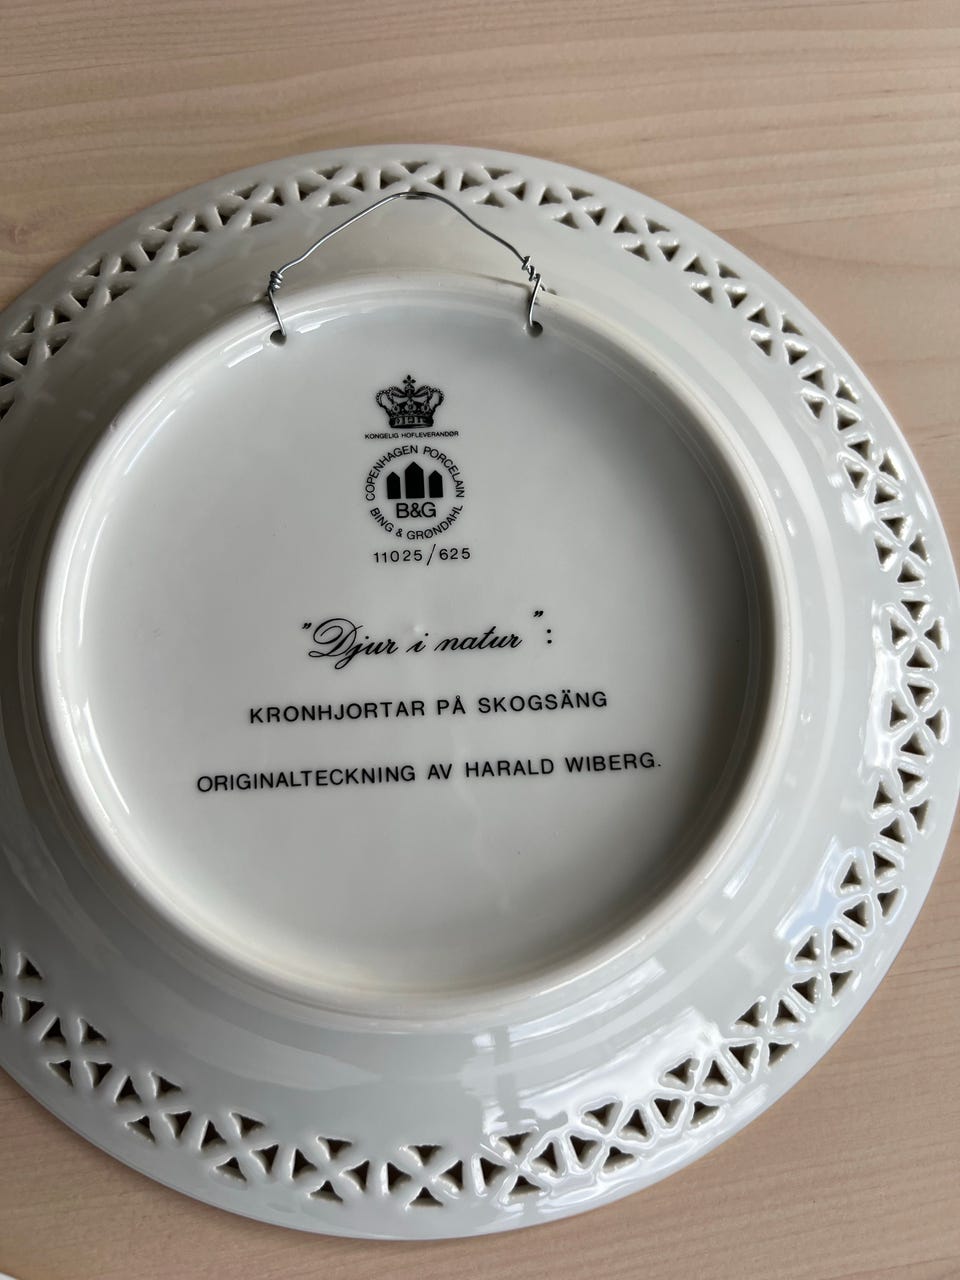 KONGELIG HOFLEVERANDØR
COPENHAGEN PORCELAIN
B&G
BING & GRØNDAHL
11025/625
"Djur i natur":
KRONHJORTAR PÅ SKOGSÄNG
ORIGINALTECKNING AV HARALD WIBERG.